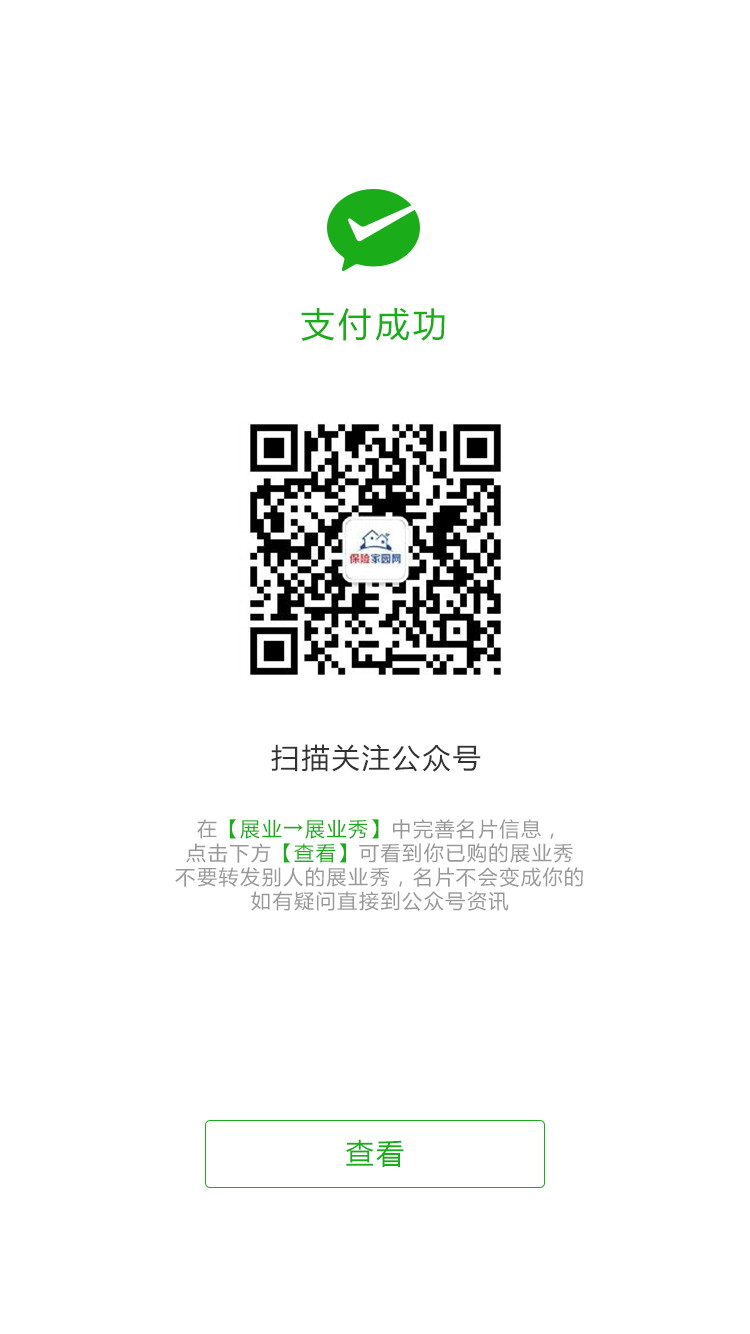 支付成功
保险家园网
扫描关注公众号
在【展业→展业秀】中完善名片信息，
点击下方【查看】可看到你已购的展业秀
不要转发别人的展业秀，名片不会变成你的
如有疑问直接到公众号资讯
查看